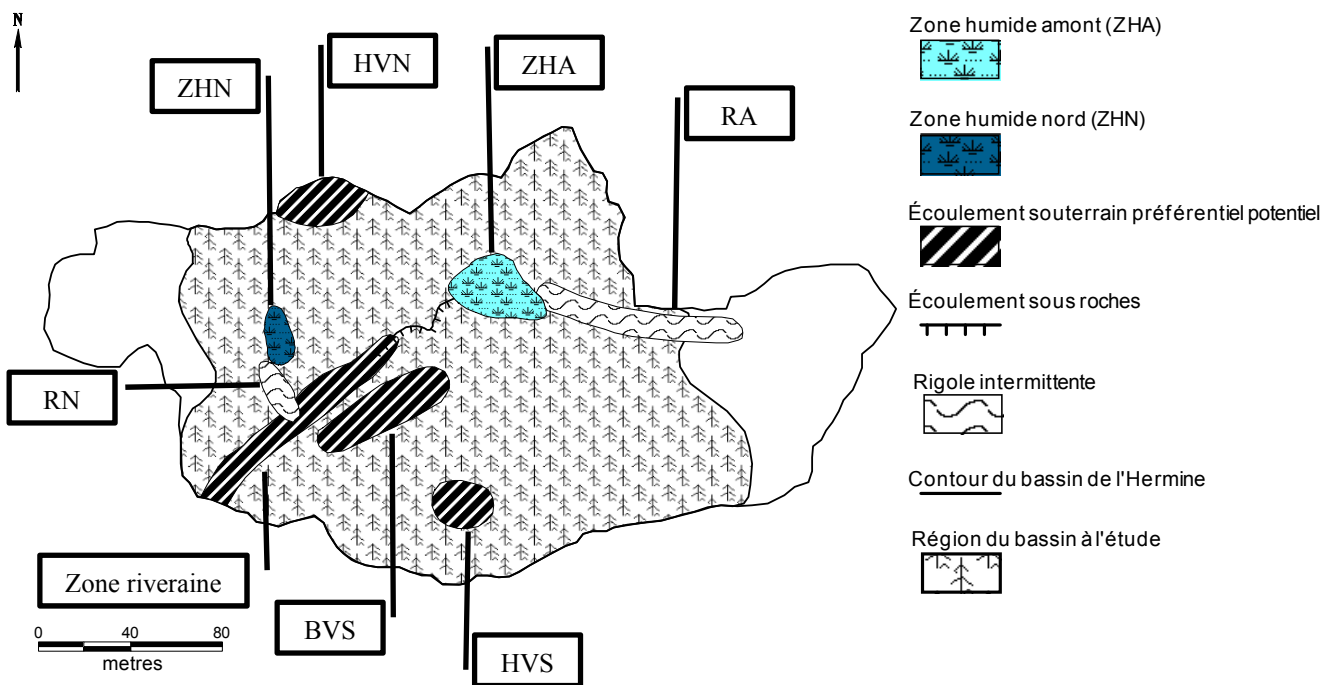 N
HVN
ZHA
ZHN
RA
RN
Zone riveraine
BVS
HVS
0 40 80
metres
Zone humide amont (ZHA)
Zone humide nord (ZHN)
Écoulement souterrain préférentiel potentiel
Écoulement sous roches
Rigole intermittente
Contour du bassin de l'Hermine
Région du bassin à l'étude